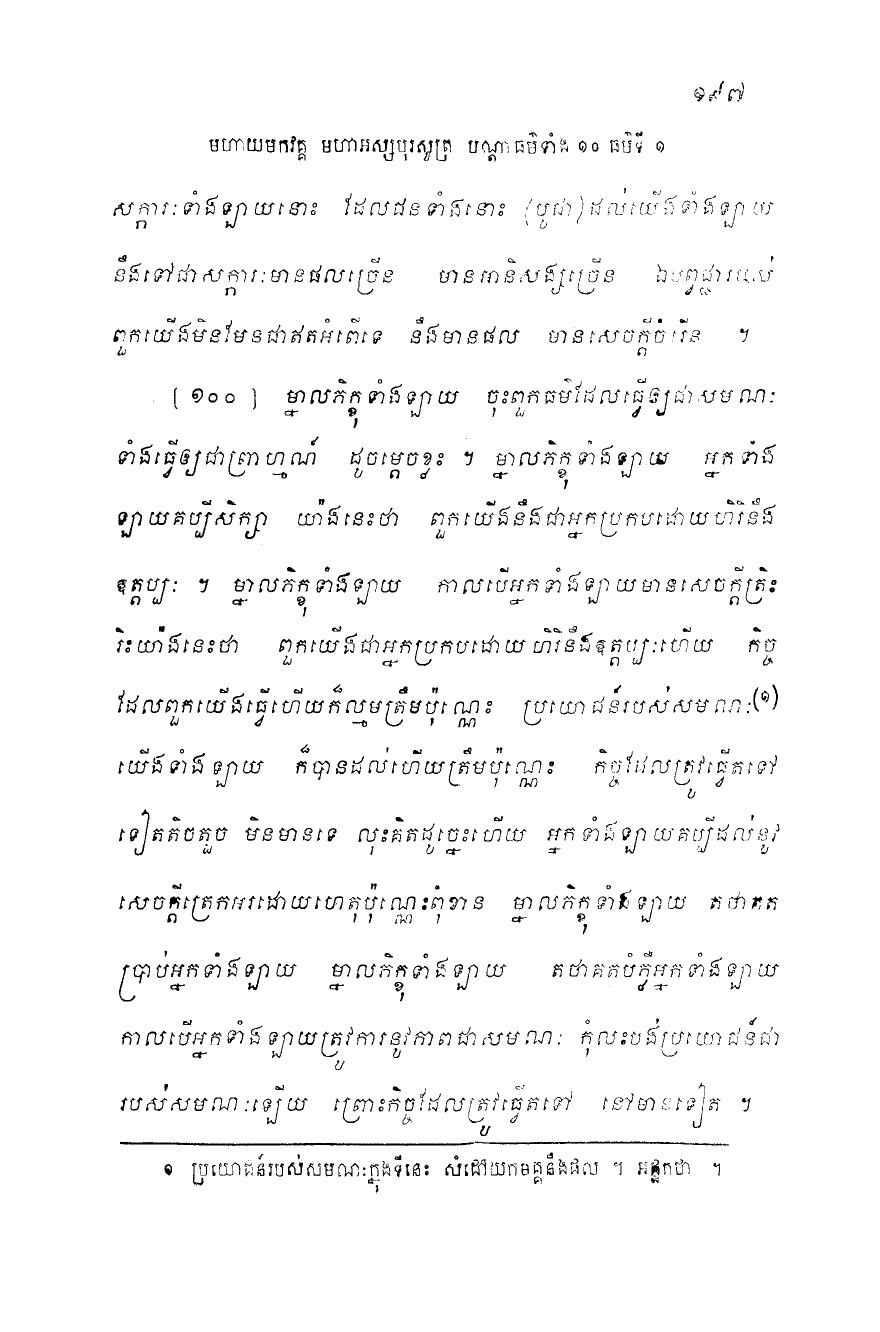 ១៩៧
មហាយមកវគ្គ មហាអស្សបុរសូត្រ បណ្តាធម៌ទាំង ១០ ធម៌ទី ១
សក្ការៈទាំងឡាយនោះ ដែលជនទាំងនោះ (បូជា) ដល់យើងទាំងឡាយ
នឹងទៅជាសក្ការៈមានផលច្រើន មានអានិសង្សច្រើន ឯបព្វជ្ជារបស់
ពួកយើងមិនមែនជាឥតអំពើទេ នឹងមានផល មានសេចក្តីចំរើន ។
[១០០] ម្នាលភិក្ខុទាំងឡាយ ចុះពួកធម៌ដែលធ្វើឲ្យជាសមណៈ
ទាំងធ្វើឲ្យជាព្រាហ្មណ៍ ដូចម្តេចខ្លះ ។ ម្នាលភិក្ខុទាំងឡាយ អ្នកទាំង
ឡាយគប្បីសិក្សា យ៉ាងនេះថា ពួកយើងនឹងជាអ្នកប្រកបដោយហិរិនឹង
ឱត្តប្បៈ ។ ម្នាលភិក្ខុទាំងឡាយ កាលបើអ្នកទាំងឡាយមានសេចក្តីត្រិះ
រិះយ៉ាងនេះថា ពួកយើងជាអ្នកប្រកបដោយហិរិនឹងឱត្តប្បៈហើយ កិច្ច
ដែលពួកយើងធ្វើហើយក៏ល្មមត្រឹមប៉ុណ្ណេះ ប្រយោជន៍របស់សមណៈ(១)
យើងទាំងឡាយ ក៏បានដល់ហើយត្រឹមប៉ុណ្ណេះ កិច្ចដែលត្រូវធ្វើតទៅ
ទៀតតិចតួច មិនមានទេ លុះគិតដូច្នេះហើយ អ្នកទាំងឡាយគប្បីដល់នូវ
សេចក្តីត្រេកអរដោយហេតុប៉ុណ្ណេះពុំខាន ម្នាលភិក្ខុទាំងឡាយ តថាគត
ប្រាប់អ្នកទាំងឡាយ ម្នាលភិក្ខុទាំងឡាយ តថាគតបំភ្លឺអ្នកទាំងឡាយ
កាលបើអ្នកទាំងឡាយត្រូវការនូវភាពជាសមណៈ កុំលះបង់ប្រយោជន៍ជា
របស់សមណៈឡើយ ព្រោះកិច្ចដែលត្រូវធ្វើតទៅ នៅមានទៀត ។
១ ប្រយោជន៍របស់សមណៈក្នុងទីនេះ សំដៅយកមគ្គនឹងផល ។ អដ្ឋកថា ។